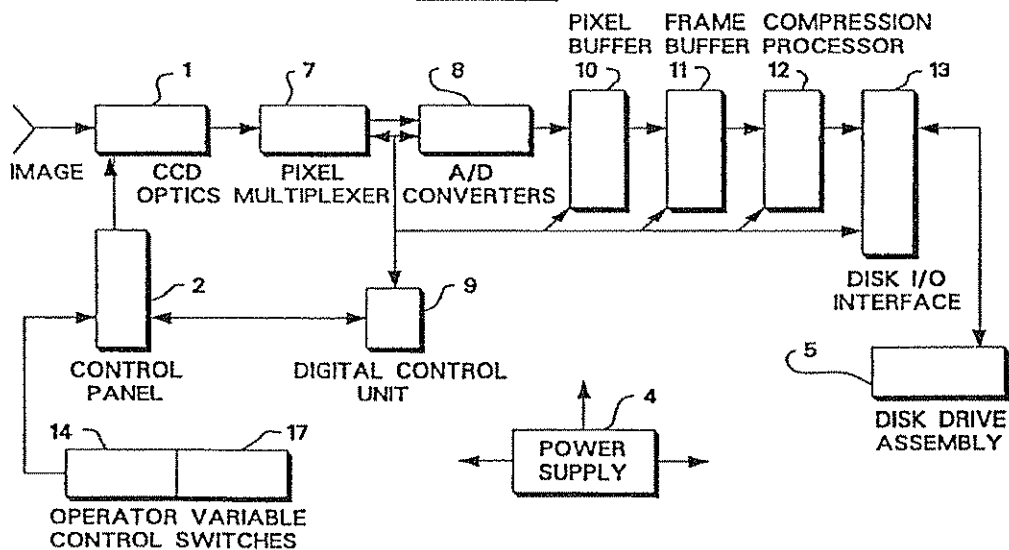 PIXEL FRAME COMPRESSION
BUFFER BUFFER PROCESSOR
1
7
8
10
11
12
13
IMAGE
CCD
OPTICS
PIXEL
MULTIPLEXER
A/D
CONVERTERS
2
9
DISK I/O
INTERFACE
CONTROL
PANEL
DIGITAL CONTROL
UNIT
5
DISK DRIVE
ASSEMBLY
14
17
4
POWER
SUPPLY
OPERATOR VARIABLE
CONTROL SWITCHES